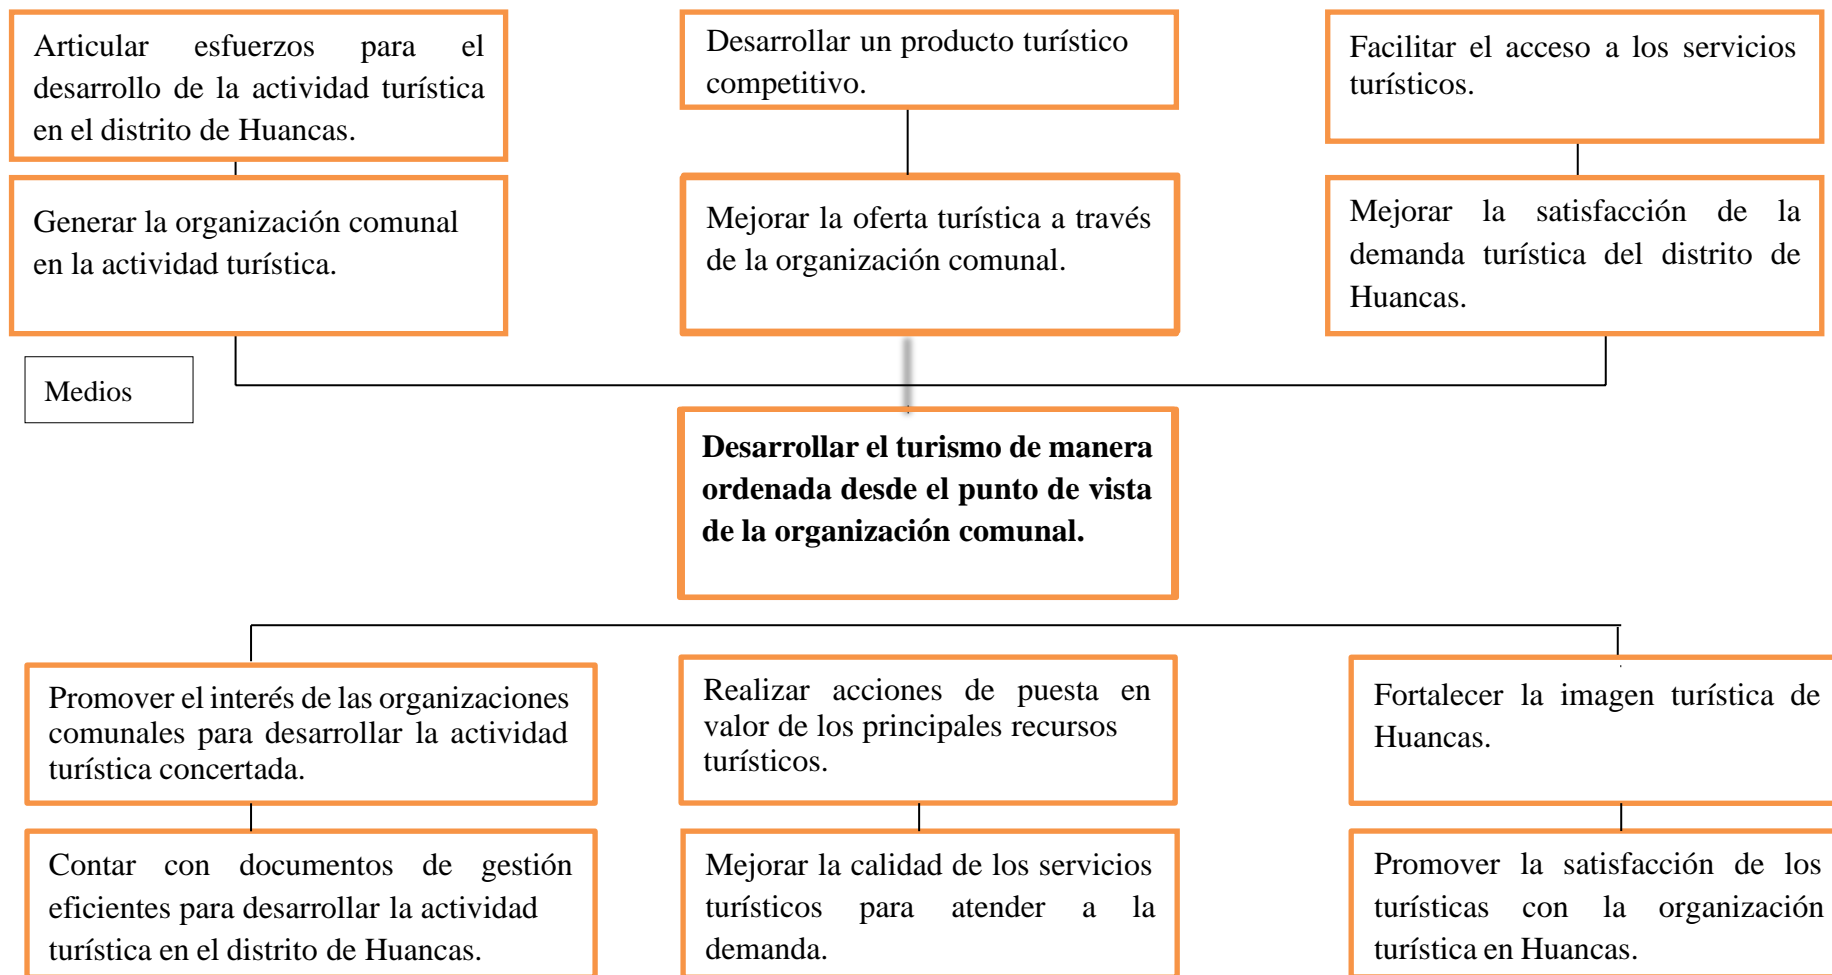 Articular esfuerzos para el
desarrollo de la actividad turística
en el distrito de Huancas.
Desarrollar un producto turístico
competitivo.
Facilitar el acceso a los servicios
turísticos.
Generar la organización comunal
en la actividad turística.
Mejorar la oferta turística a través
de la organización comunal.
Mejorar la satisfacción de la
demanda turística del distrito de
Huancas.
Medios
Desarrollar el turismo de manera
ordenada desde el punto de vista
de la organización comunal.
Promover el interés de las organizaciones
comunales para desarrollar la actividad
turística concertada.
Realizar acciones de puesta en
valor de los principales recursos
turísticos.
Fortalecer la imagen turística de
Huancas.
Contar con documentos de gestión
eficientes para desarrollar la actividad
turística en el distrito de Huancas.
Mejorar la calidad de los servicios
turísticos para atender a la
demanda.
Promover la satisfacción de los
turísticas con la organización
turística en Huancas.